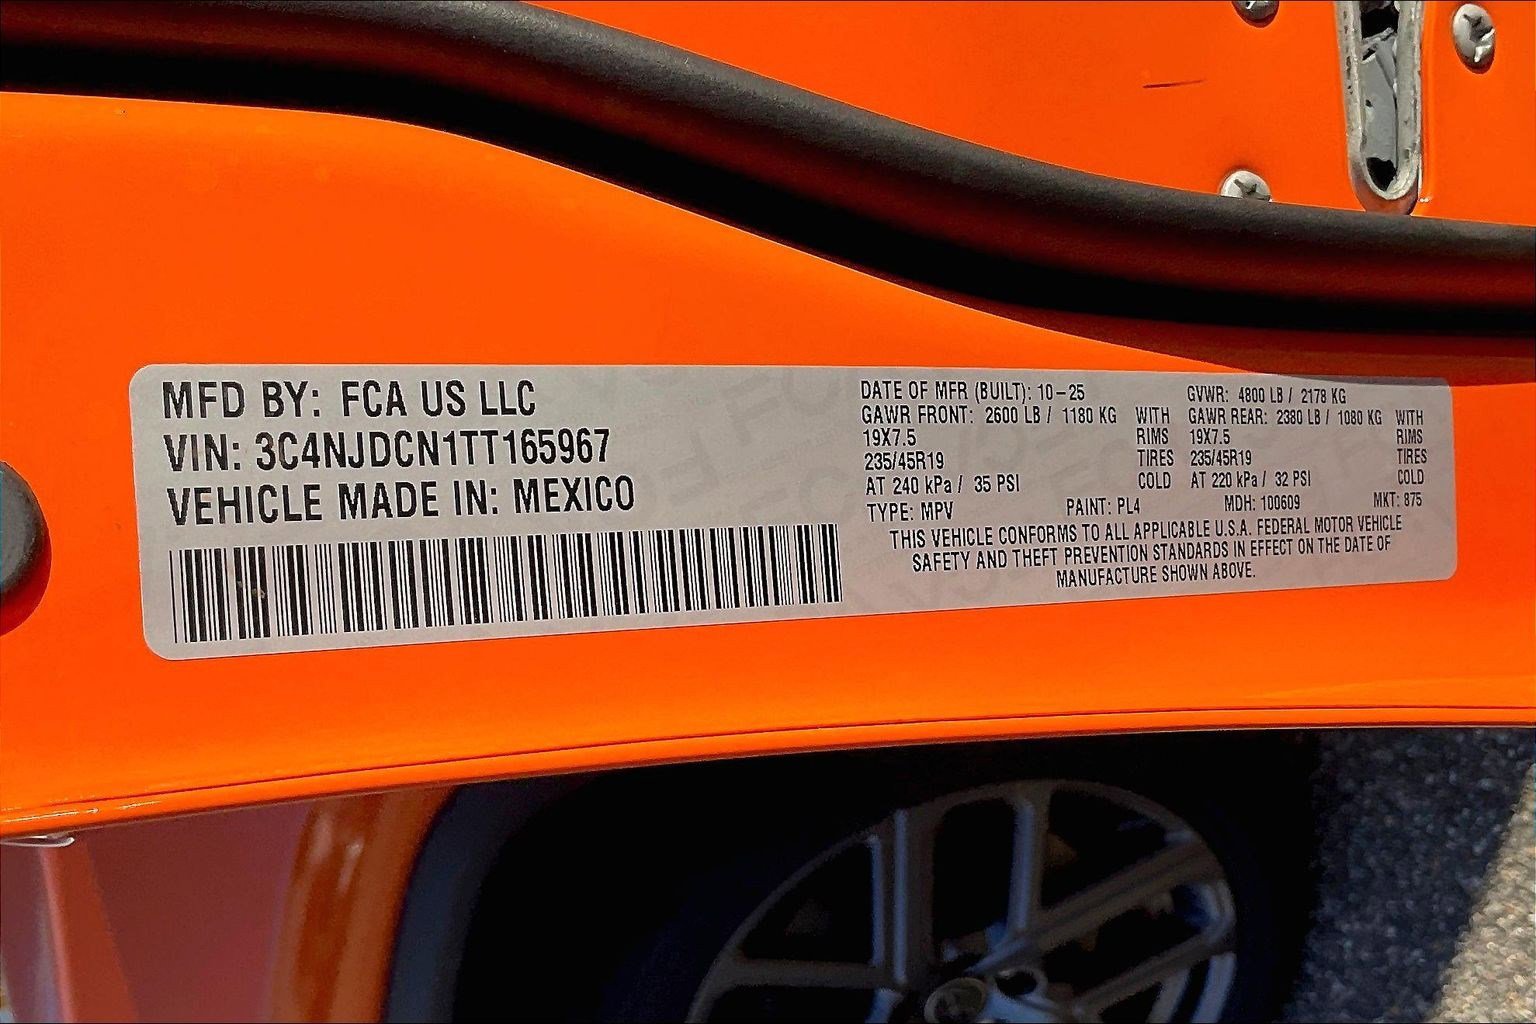 MFD BY: FCA US LLC
VIN: 3C4NJDCN1TT165967
VEHICLE MADE IN: MEXICO
DATE OF MFR (BUILT): 10-25 GVWR: 4800 LB / 2178 KG
GAWR FRONT: 2600 LB / 1180 KG WITH GAWR REAR: 2380 LB / 1080 KG WITH
19X7.5 RIMS 19X7.5 RIMS
235/45R19 TIRES 235/45R19 TIRES
AT 240 kPa / 35 PSI COLD AT 220 kPa / 32 PSI COLD
TYPE: MPV PAINT: PL4 MDH: 100609 MKT: 875
THIS VEHICLE CONFORMS TO ALL APPLICABLE U.S.A. FEDERAL MOTOR VEHICLE
SAFETY AND THEFT PREVENTION STANDARDS IN EFFECT ON THE DATE OF
MANUFACTURE SHOWN ABOVE.